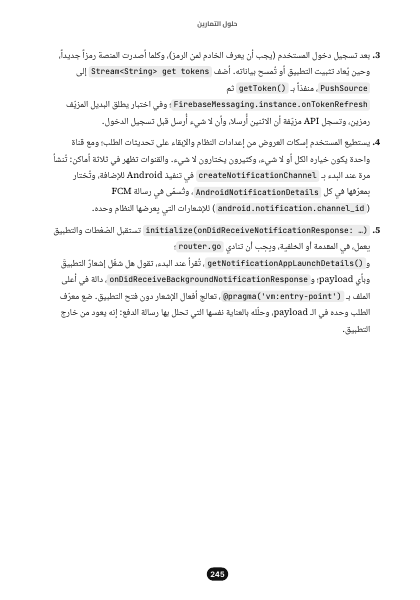 حلول التمارين
3. بعد تسجيل دخول المستخدم (يجب أن يعرف الخادم لمن الرمز)، وكلما أصدرت المنصة رمزاً جديداً،
وحين يُعاد تثبيت التطبيق أو تُمسح بياناته. أضف Stream<String> get tokens إلى
PushSource، منفذاً بـ getToken() ثم
FirebaseMessaging.instance.onTokenRefresh؛ وفي اختبار يطلق البديل المزيّف
رمزين، وتسجل API مزيّفة أن الاثنين أُرسلا، وأن لا شيء أُرسل قبل تسجيل الدخول.
4. يستطيع المستخدم إسكات العروض من إعدادات النظام والإبقاء على تحديثات الطلب؛ ومع قناة
واحدة يكون خياره الكل أو لا شيء، وكثيرون يختارون لا شيء. والقنوات تظهر في ثلاثة أماكن: تُنشأ
مرة عند البدء بـ createNotificationChannel في تنفيذ Android للإضافة، وتُختار
بمعرّفها في كل AndroidNotificationDetails، وتُسمّى في رسالة FCM
(android.notification.channel_id) للإشعارات التي يعرضها النظام وحده.
5. initialize(onDidReceiveNotificationResponse: …) تستقبل الضغطات والتطبيق
يعمل، في المقدمة أو الخلفية، ويجب أن تنادي router.go؛
و getNotificationAppLaunchDetails()، تُقرأ عند البدء، تقول هل شغّل إشعارٌ التطبيقَ
وبأي payload؛ و onDidReceiveBackgroundNotificationResponse، دالة في أعلى
الملف بـ @pragma('vm:entry-point')، تعالج أفعال الإشعار دون فتح التطبيق. ضع معرّف
الطلب وحده في الـ payload، وحلّله بالعناية نفسها التي تحلل بها رسالة الدفع: إنه يعود من خارج
التطبيق.
245